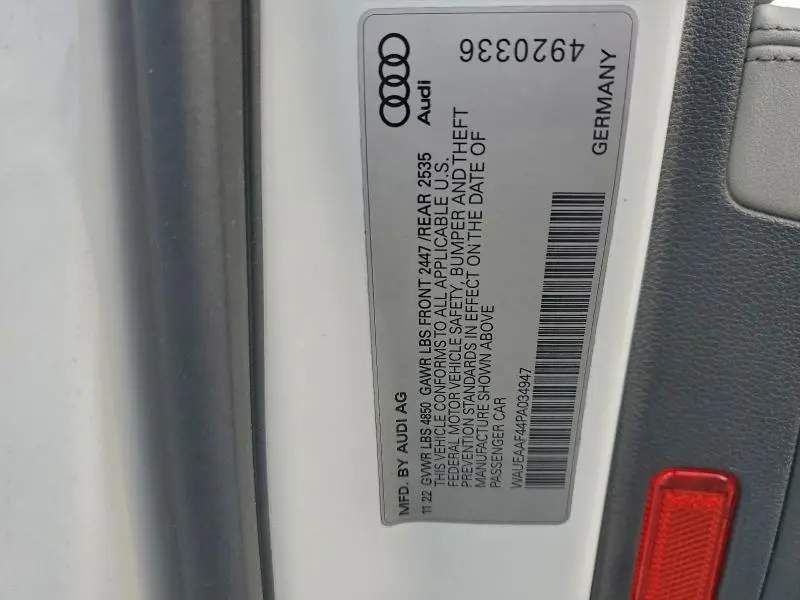 Audi
MFD. BY AUDI AG
11 22 GVWR LBS 4850 GAWR LBS FRONT 2447 /REAR 2535
THIS VEHICLE CONFORMS TO ALL APPLICABLE U.S.
FEDERAL MOTOR VEHICLE SAFETY, BUMPER AND THEFT
PREVENTION STANDARDS IN EFFECT ON THE DATE OF
MANUFACTURE SHOWN ABOVE
PASSENGER CAR
WAUEAAF44PA034947
GERMANY
4920336